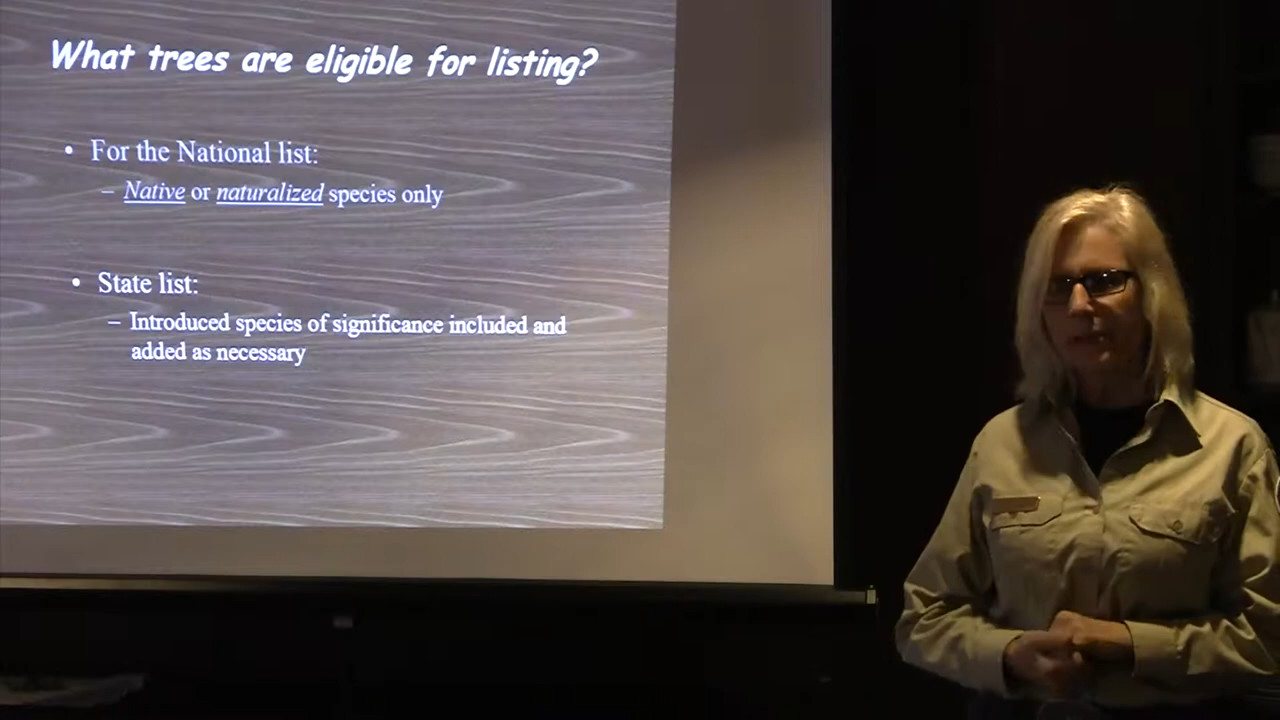 What trees are eligible for listing?
• For the National list:
– Native or naturalized species only
• State list:
– Introduced species of significance included and
added as necessary